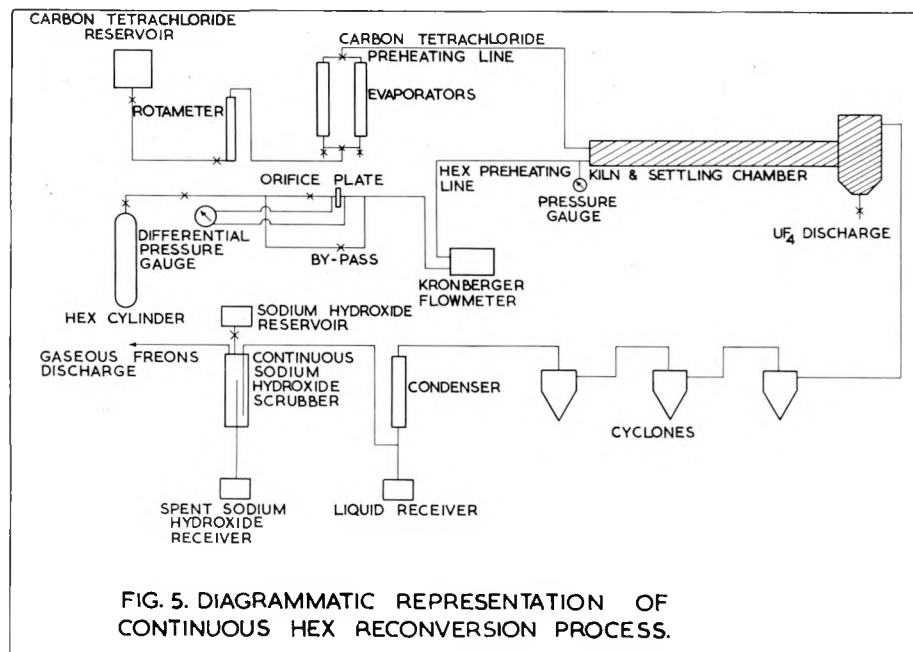 CARBON TETRACHLORIDE
RESERVOIR
CARBON TETRACHLORIDE
PREHEATING LINE
ROTAMETER
EVAPORATORS
ORIFICE PLATE
HEX PREHEATING
LINE
KILN & SETTLING CHAMBER
PRESSURE
GAUGE
UF4 DISCHARGE
DIFFERENTIAL
PRESSURE
GAUGE
BY-PASS
KRONBERGER
FLOWMETER
HEX CYLINDER
SODIUM HYDROXIDE
RESERVOIR
GASEOUS FREONS
DISCHARGE
CONTINUOUS
SODIUM
HYDROXIDE
SCRUBBER
CONDENSER
CYCLONES
SPENT SODIUM
HYDROXIDE
RECEIVER
LIQUID RECEIVER
FIG. 5. DIAGRAMMATIC REPRESENTATION OF
CONTINUOUS HEX RECONVERSION PROCESS.